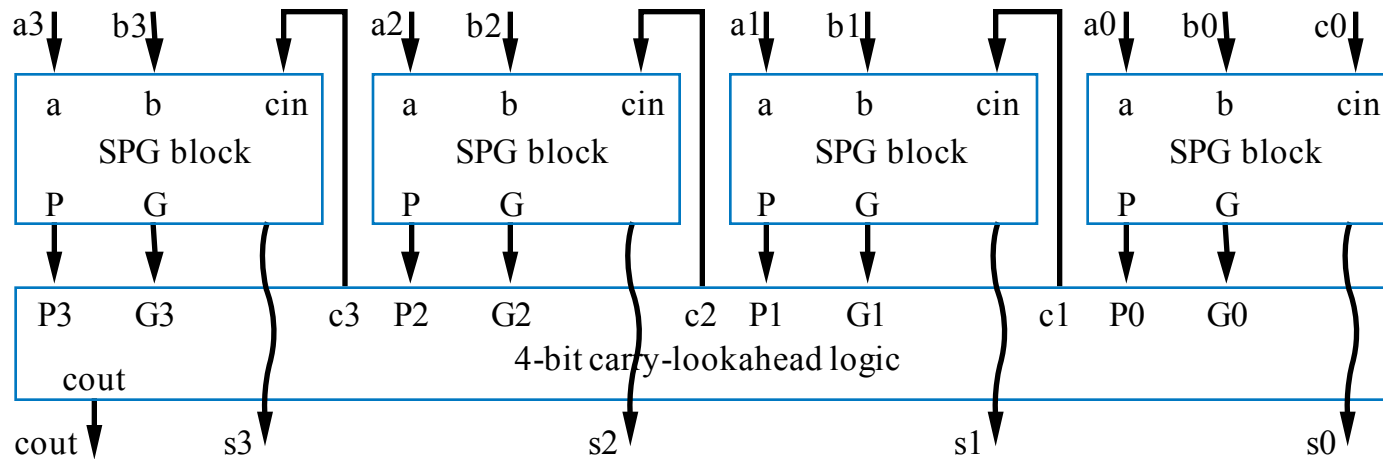 a3 b3 a2 b2 a1 b1 a0 b0 c0
a b cin a b cin a b cin a b cin
SPG block SPG block SPG block SPG block
P G P G P G P G
P3 G3 c3 P2 G2 c2 P1 G1 c1 P0 G0
4-bit carry-lookahead logic
cout
cout s3 s2 s1 s0